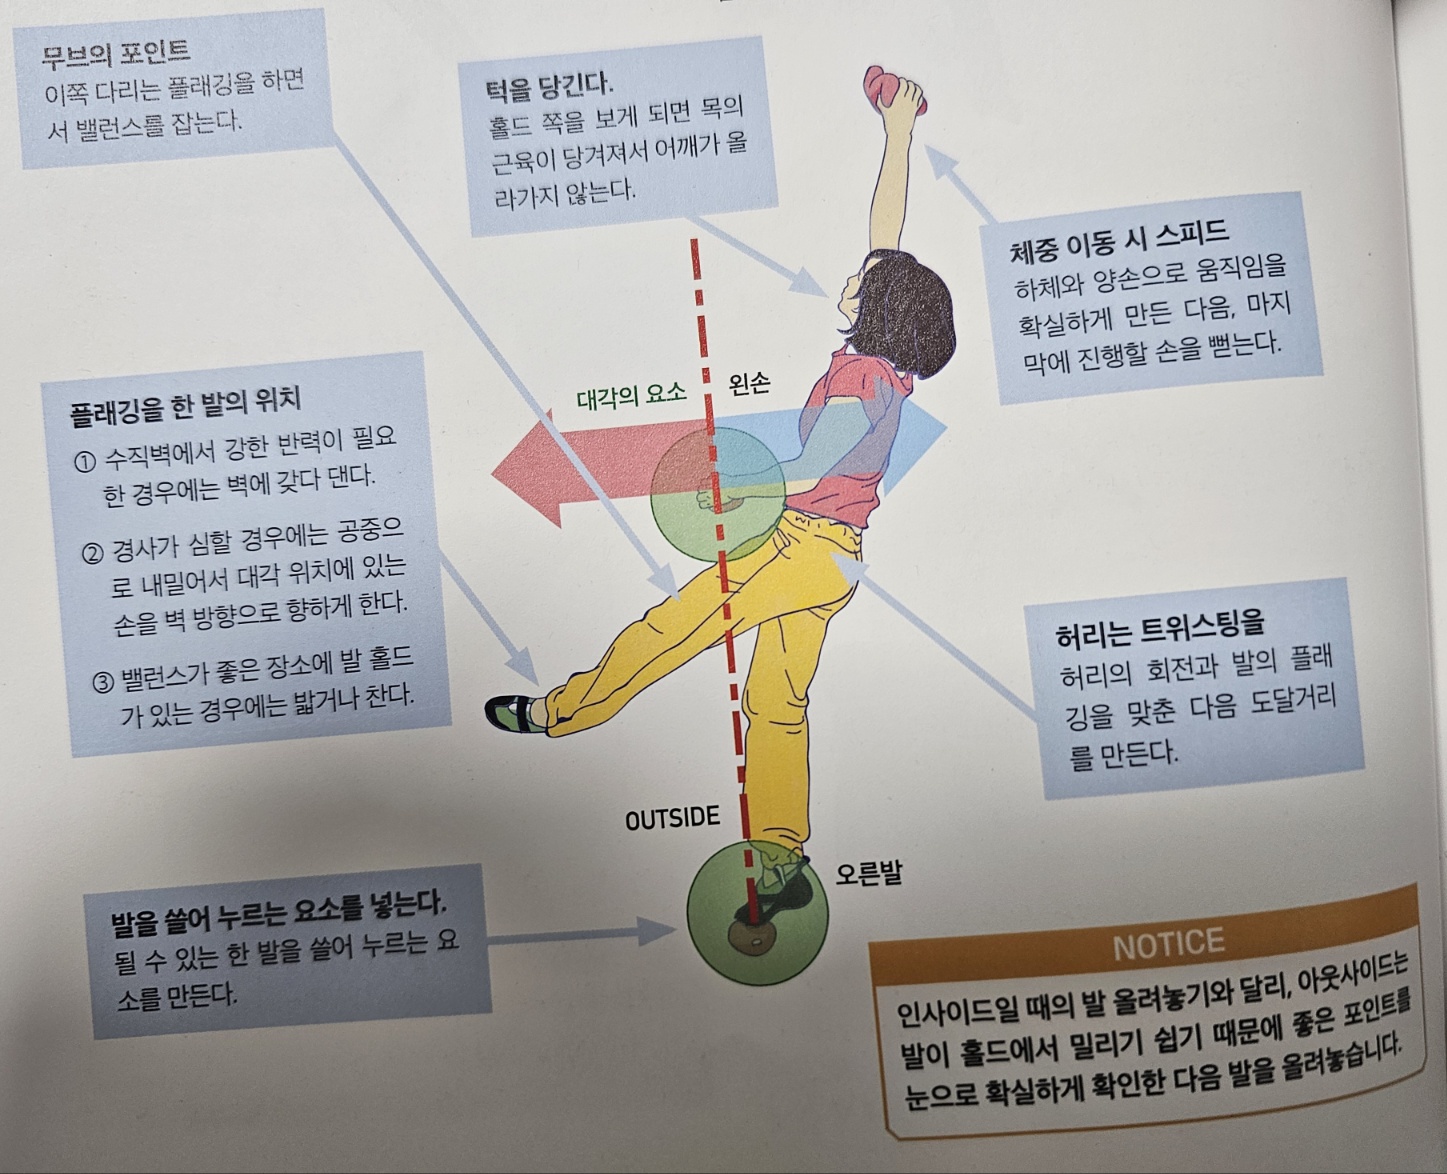 무브의 포인트
이쪽 다리는 플래깅을 하면
서 밸런스를 잡는다.
턱을 당긴다.
홀드 쪽을 보게 되면 목의
근육이 당겨져서 어깨가 올
라가지 않는다.
체중 이동 시 스피드
하체와 양손으로 움직임을
확실하게 만든 다음, 마지
막에 진행할 손을 뻗는다.
대각의 요소
왼손
플래깅을 한 발의 위치
① 수직벽에서 강한 반력이 필요
한 경우에는 벽에 갖다 댄다.
② 경사가 심할 경우에는 공중으
로 내밀어서 대각 위치에 있는
손을 벽 방향으로 향하게 한다.
③ 밸런스가 좋은 장소에 발 홀드
가 있는 경우에는 밟거나 찬다.
허리는 트위스팅을
허리의 회전과 발의 플래
깅을 맞춘 다음 도달거리
를 만든다.
OUTSIDE
오른발
발을 쓸어 누르는 요소를 넣는다.
될 수 있는 한 발을 쓸어 누르는 요
소를 만든다.
NOTICE
인사이드일 때의 발 올려놓기와 달리, 아웃사이드는
발이 홀드에서 밀리기 쉽기 때문에 좋은 포인트를
눈으로 확실하게 확인한 다음 발을 올려놓습니다.